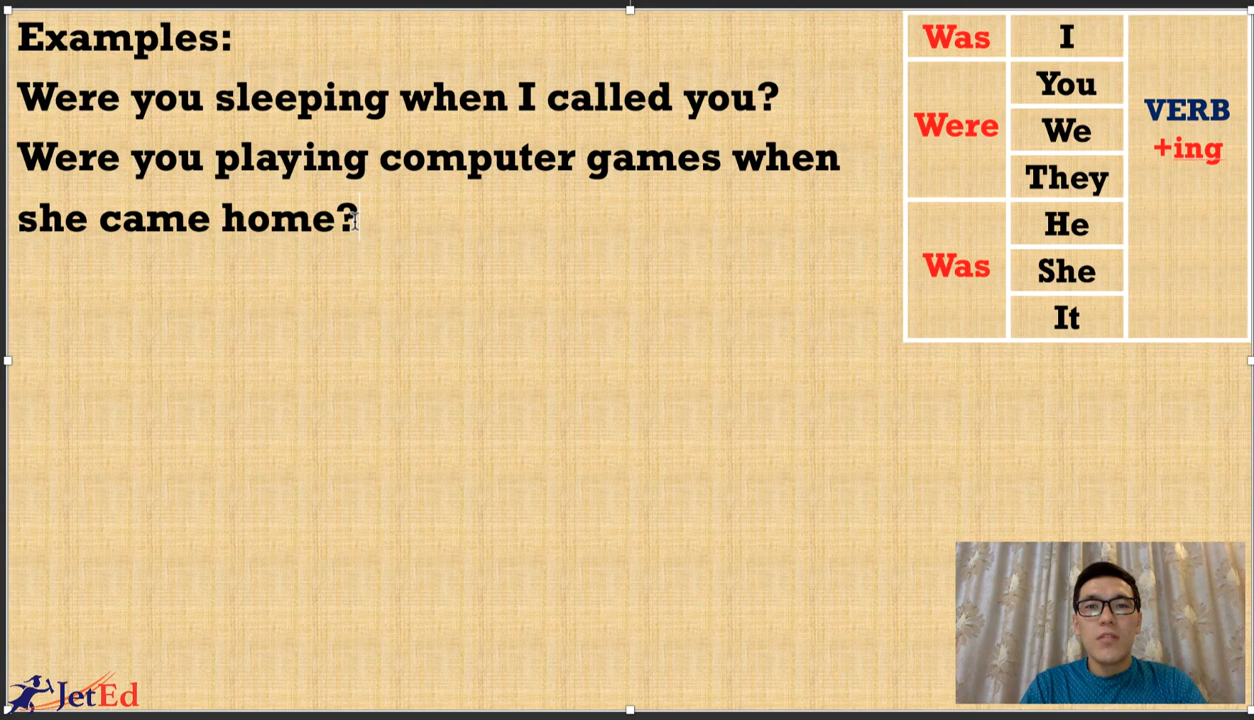 Examples:
Were you sleeping when I called you?
Were you playing computer games when
she came home?
Was
I
Were
You
We
They
Was
He
She
It
VERB
+ing
JetEd